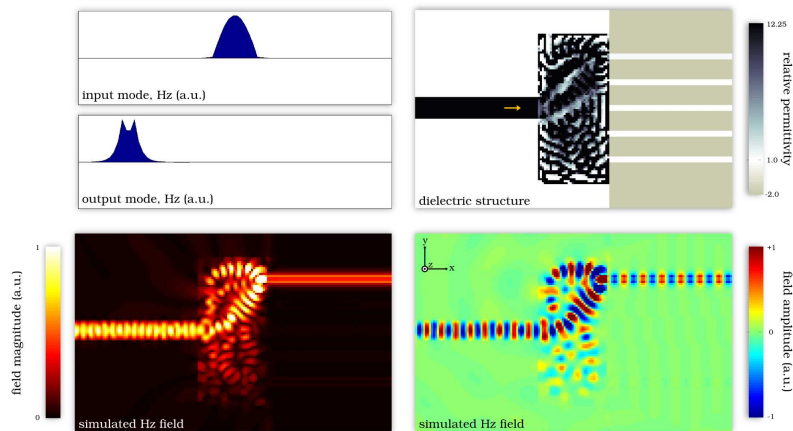 input mode, Hz (a.u.)
output mode, Hz (a.u.)
12.25
1.0
-2.0
relative permittivity
dielectric structure
1
0
field magnitude (a.u.)
simulated Hz field
y
z
x
simulated Hz field
+1
0
-1
field amplitude (a.u.)